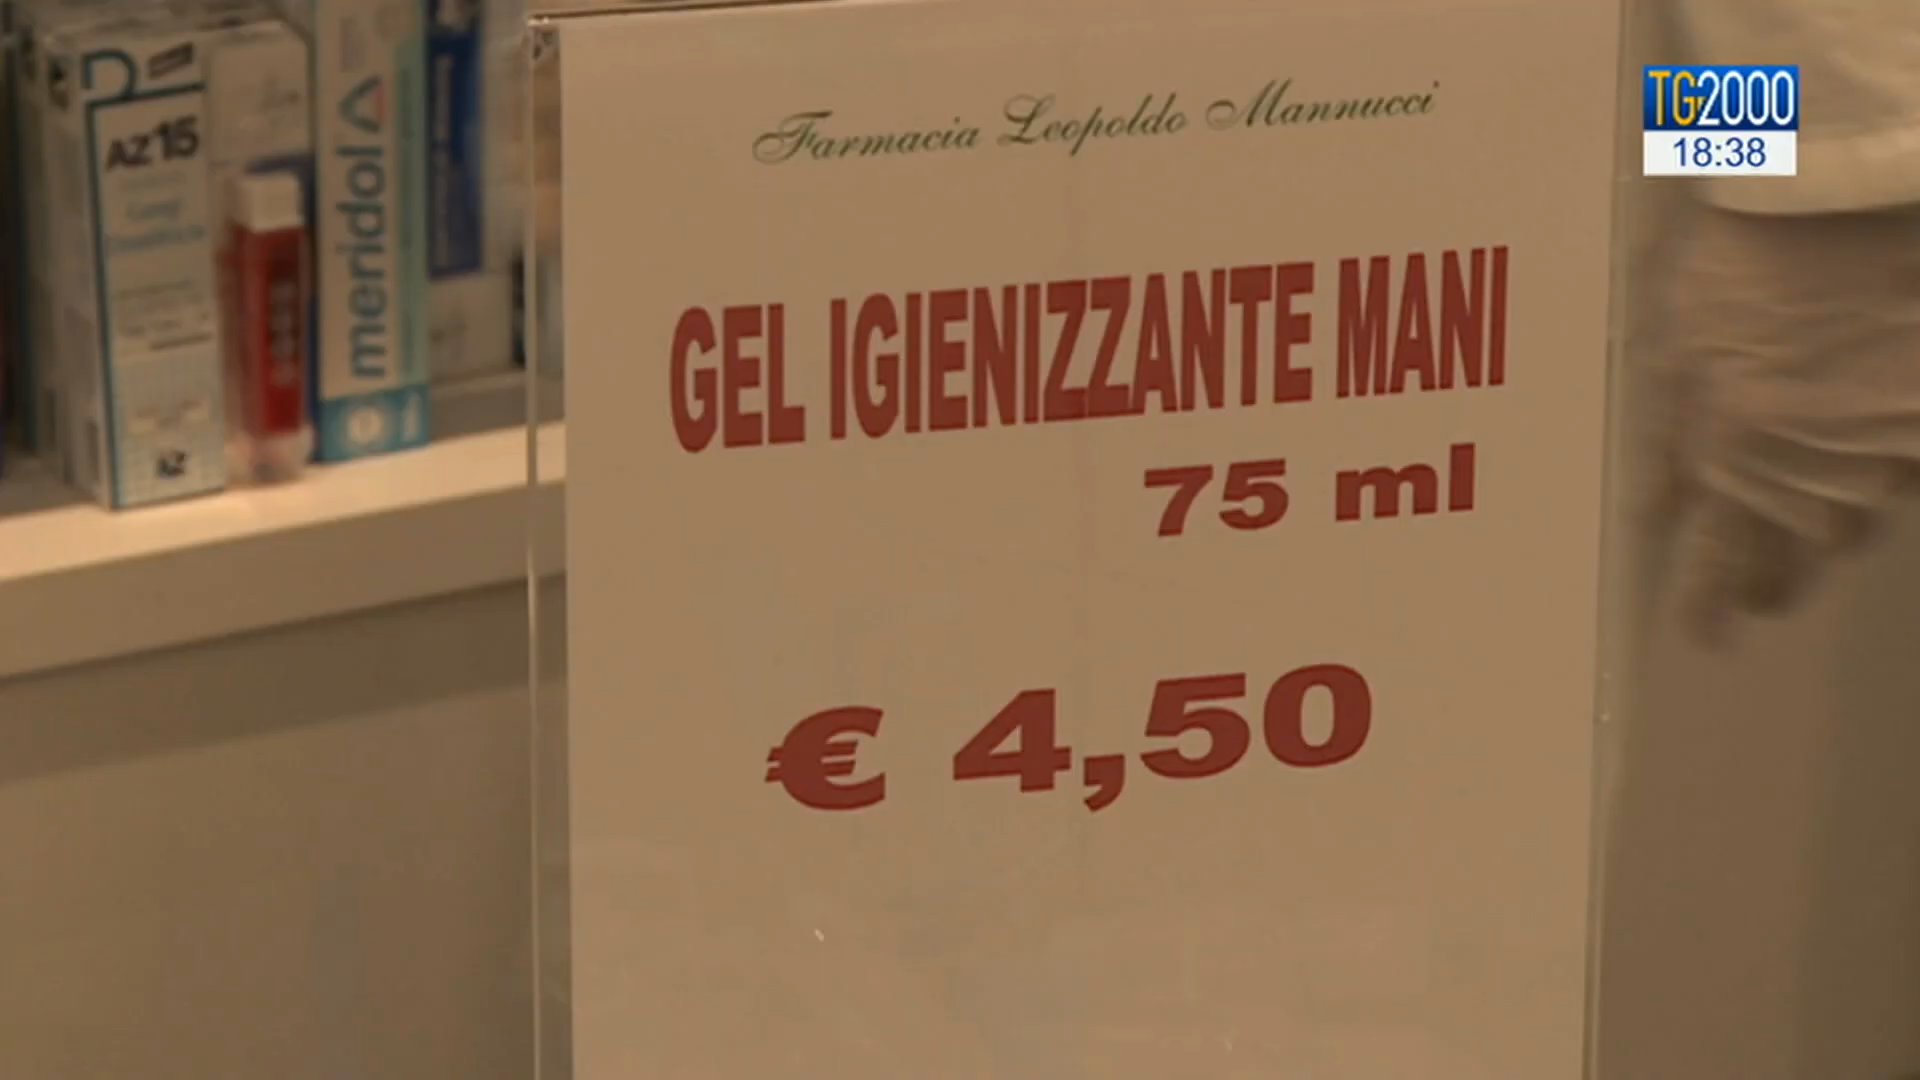 Farmacia Leopoldo Mannucci
GEL IGIENIZZANTE MANI
75 ml
€ 4,50
TG2000
18:38
AZ 15
meridol
AZ